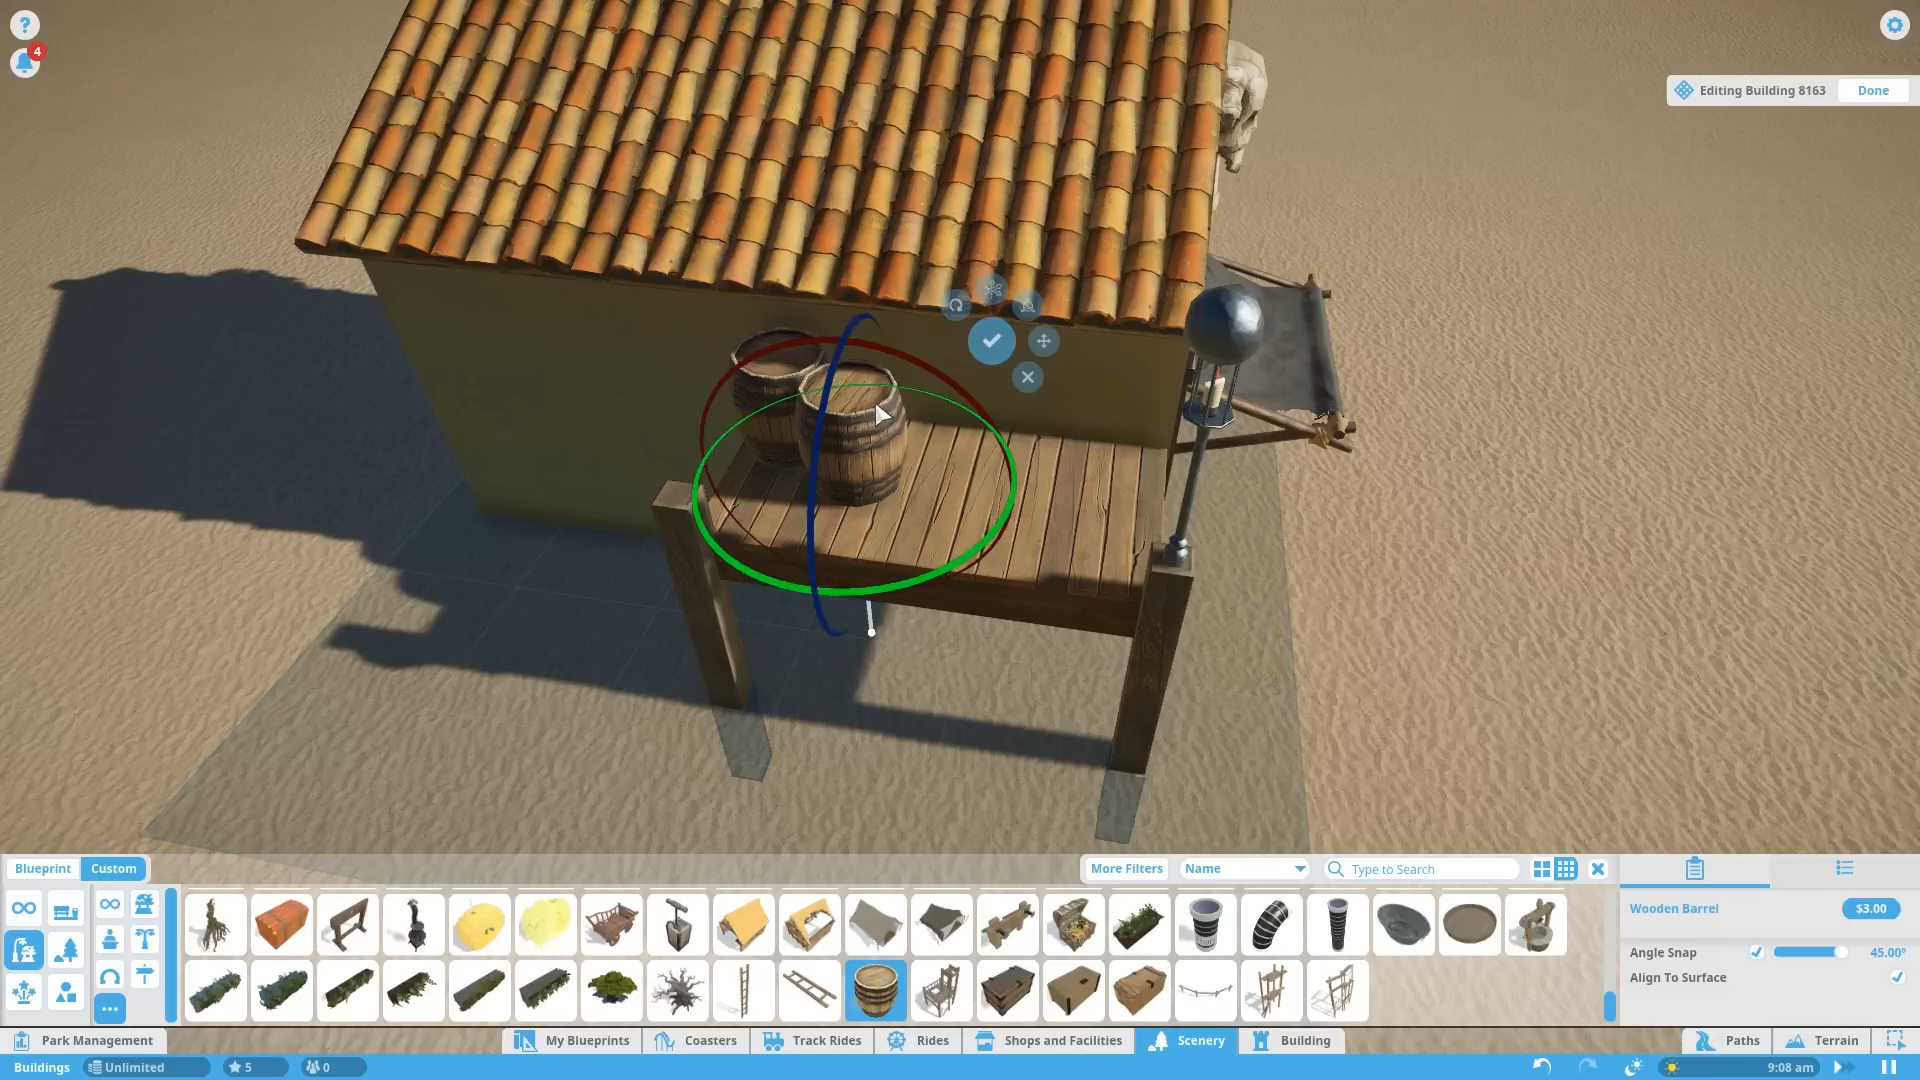 ?
4
Editing Building 8163
Done
Blueprint
Custom
More Filters
Name
Type to Search
Wooden Barrel
$3.00
Angle Snap
45.00°
Align To Surface
Park Management
My Blueprints
Coasters
Track Rides
Rides
Shops and Facilities
Scenery
Building
Paths
Terrain
Buildings
Unlimited
5
0
9:08 am